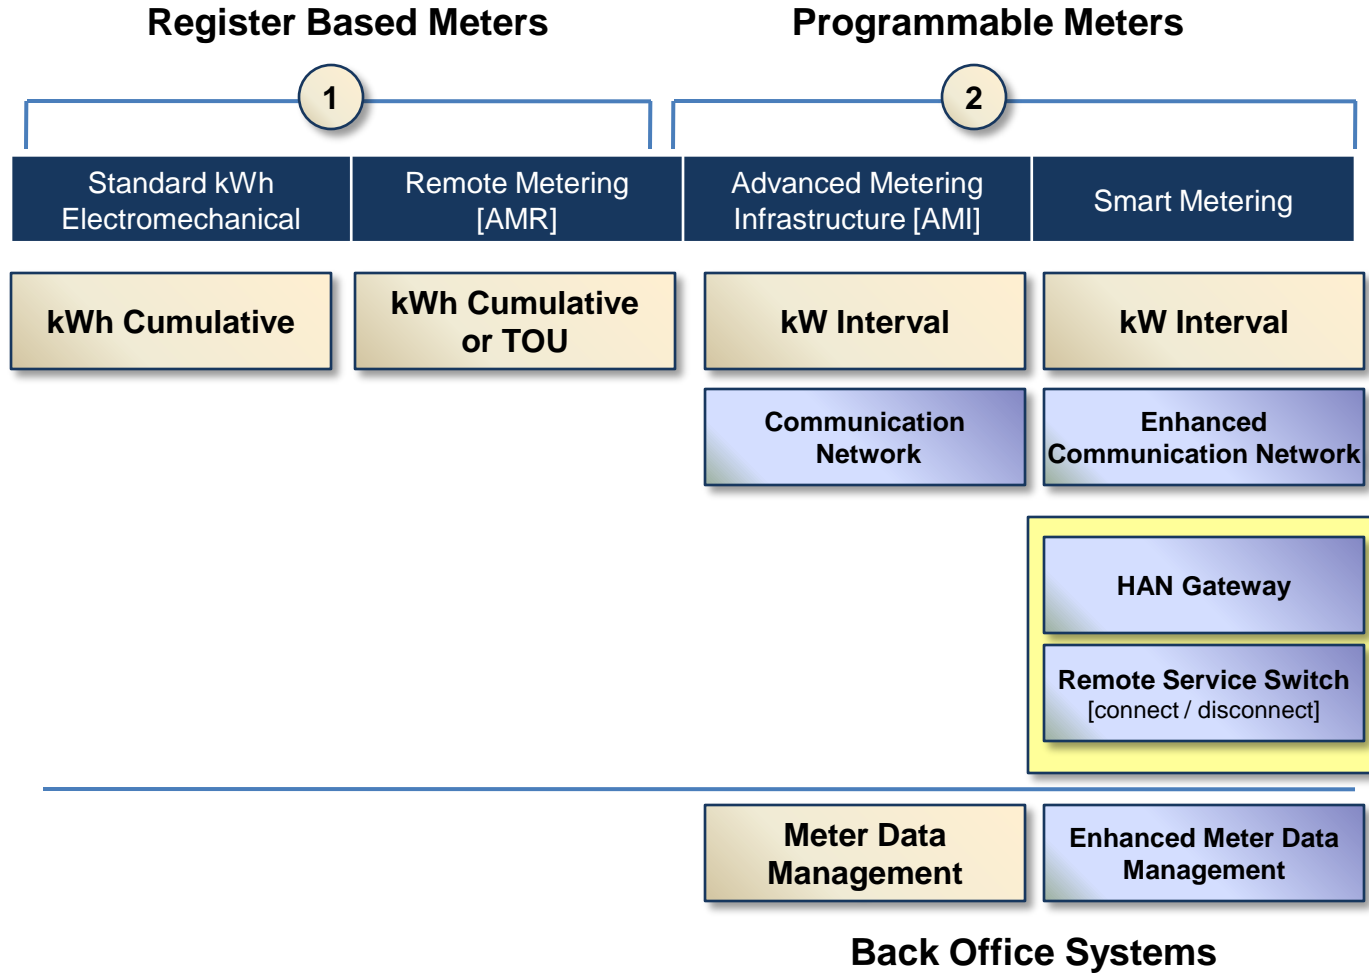 Register Based Meters
Programmable Meters
1
2
Standard kWh
Electromechanical
Remote Metering
[AMR]
Advanced Metering
Infrastructure [AMI]
Smart Metering
kWh Cumulative
kWh Cumulative
or TOU
kW Interval
kW Interval
Communication
Network
Enhanced
Communication Network
HAN Gateway
Remote Service Switch
[connect / disconnect]
Meter Data
Management
Enhanced Meter Data
Management
Back Office Systems